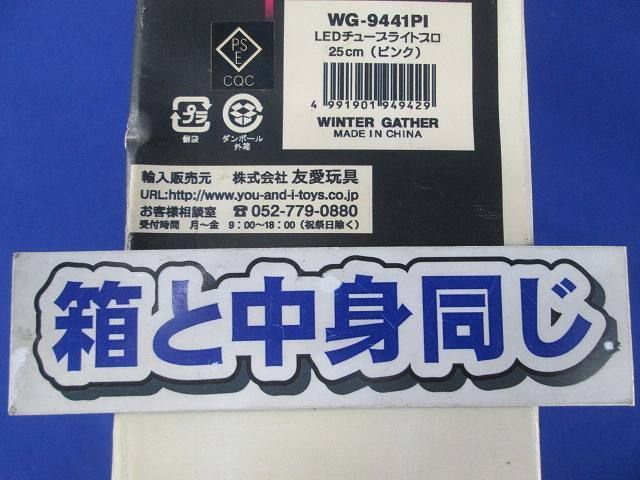 PS
E
CQC
WG-9441PI
LEDチューブライトプロ
25cm（ピンク）
4 991901 949429
WINTER GATHER
MADE IN CHINA
プラ
個袋
ダンボール
外箱
輸入販売元 株式会社 友愛玩具
URL:http://www.you-and-i-toys.co.jp
お客様相談室 ☎052-779-0880
受付時間 月～金 9：00～18：00（祝祭日除く）
箱と中身同じ